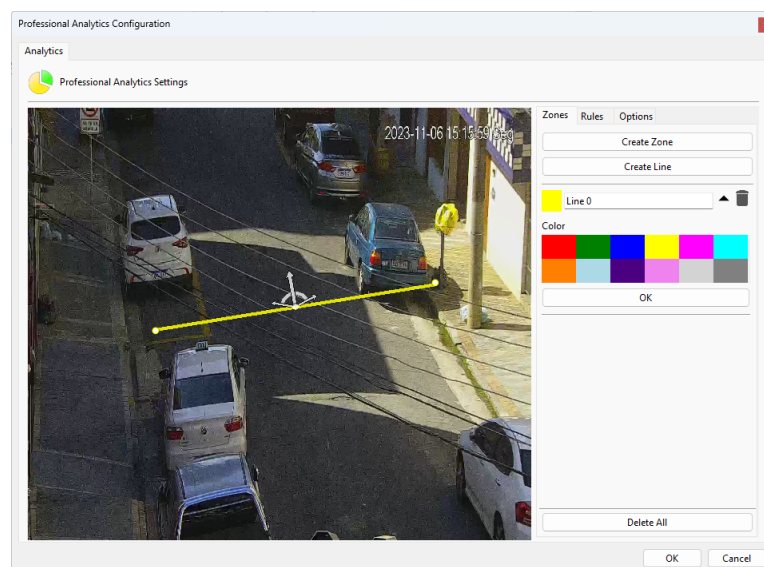 Professional Analytics Configuration
Analytics
Professional Analytics Settings
2023-11-06 15:15:59 Seg
Zones Rules Options
Create Zone
Create Line
Line 0
Color
OK
Delete All
OK Cancel